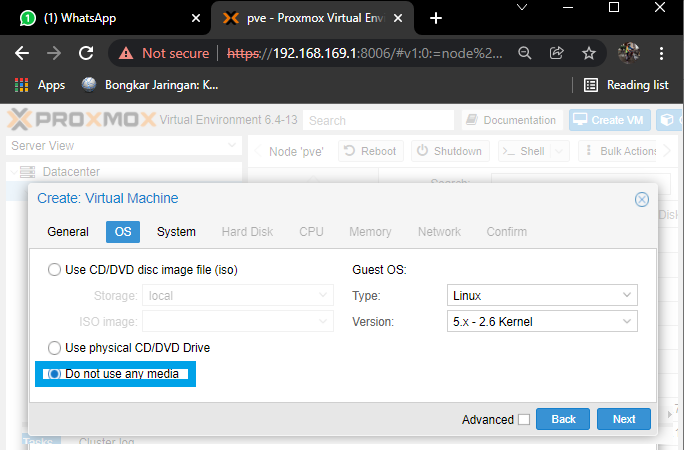 (1) WhatsApp
pve - Proxmox Virtual Envi
Not secure https://192.168.169.1:8006/#v1:0:=node%2...
Apps Bongkar Jaringan: K... Reading list
PROXMOX Virtual Environment 6.4-13 Search Documentation Create VM
Server View Node 'pve' Reboot Shutdown Shell Bulk Actions
Datacenter
Search:
Create: Virtual Machine
Disk
General OS System Hard Disk CPU Memory Network Confirm
Use CD/DVD disc image file (iso) Guest OS:
Storage: local Type: Linux
ISO image: Version: 5.x - 2.6 Kernel
Use physical CD/DVD Drive
Do not use any media
Advanced Back Next
Tasks Cluster log